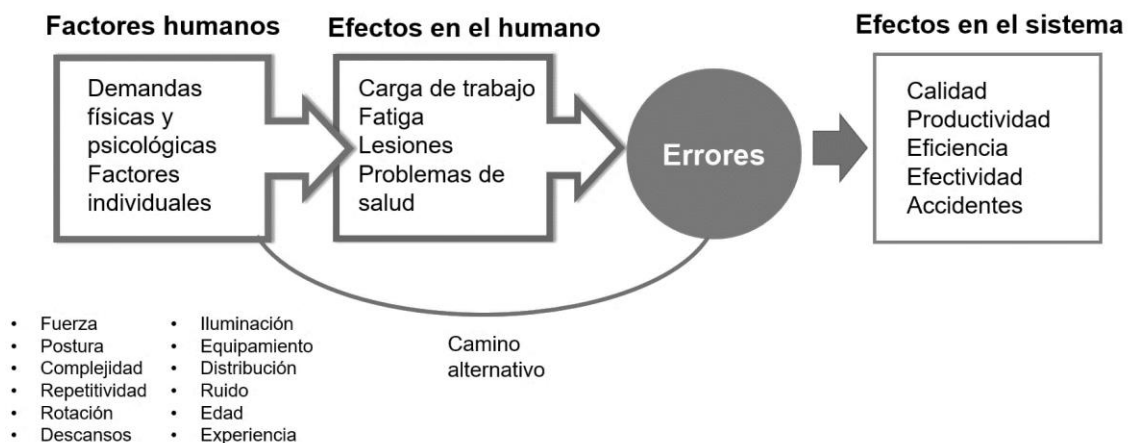 Factores humanos
Demandas
físicas y
psicológicas
Factores
individuales
Efectos en el humano
Carga de trabajo
Fatiga
Lesiones
Problemas de
salud
Errores
Efectos en el sistema
Calidad
Productividad
Eficiencia
Efectividad
Accidentes
Camino
alternativo
• Fuerza
• Postura
• Complejidad
• Repetitividad
• Rotación
• Descansos
• Iluminación
• Equipamiento
• Distribución
• Ruido
• Edad
• Experiencia